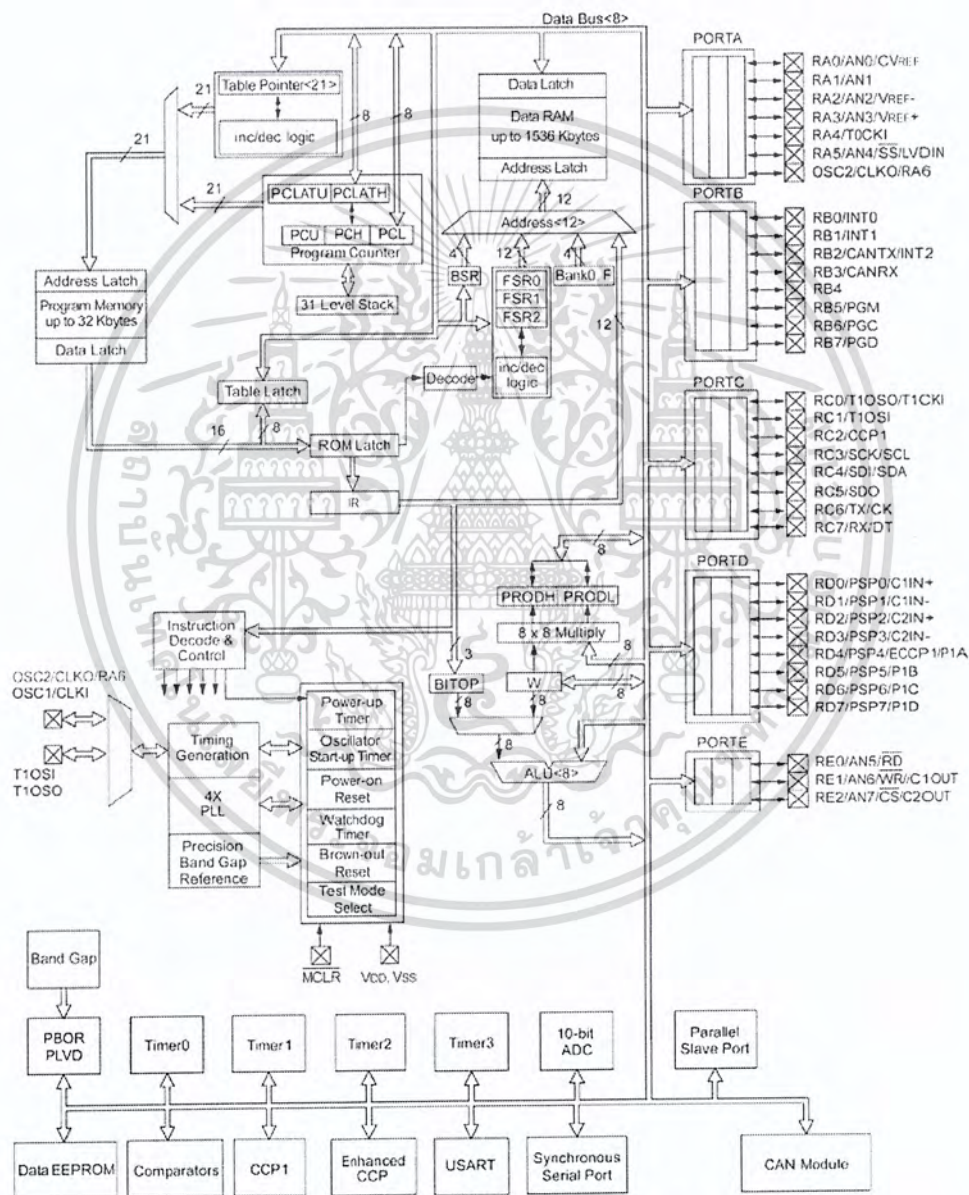 Data Bus<8>
PORTA
RA0/AN0/CVREF
RA1/AN1
RA2/AN2/VREF-
RA3/AN3/VREF+
RA4/T0CKI
RA5/AN4/SS/LVDIN
OSC2/CLKO/RA6
21
21
Table Pointer<21>
inc/dec logic
8
8
Data Latch
Data RAM
up to 1536 Kbytes
Address Latch
21
PCLATU PCLATH
PCU PCH PCL
Program Counter
31 Level Stack
12
Address<12>
4
12
4
BSR
FSR0
FSR1
FSR2
inc/dec
logic
Bank0, F
12
PORTB
RB0/INT0
RB1/INT1
RB2/CANTX/INT2
RB3/CANRX
RB4
RB5/PGM
RB6/PGC
RB7/PGD
Address Latch
Program Memory
up to 32 Kbytes
Data Latch
Table Latch
Decode
16
8
ROM Latch
IR
PORTC
RC0/T1OSO/T1CKI
RC1/T1OSI
RC2/CCP1
RC3/SCK/SCL
RC4/SDI/SDA
RC5/SDO
RC6/TX/CK
RC7/RX/DT
8
PRODH PRODL
8 x 8 Multiply
8
3
BITOP
W
8
8
8
8
ALU<8>
8
PORTD
RD0/PSP0/C1IN+
RD1/PSP1/C1IN-
RD2/PSP2/C2IN+
RD3/PSP3/C2IN-
RD4/PSP4/ECCP1/P1A
RD5/PSP5/P1B
RD6/PSP6/P1C
RD7/PSP7/P1D
PORTE
RE0/AN5/RD
RE1/AN6/WR//C1OUT
RE2/AN7/CS/C2OUT
Instruction
Decode &
Control
OSC2/CLKO/RA6
OSC1/CLKI
T1OSI
T1OSO
Timing
Generation
4X
PLL
Precision
Band Gap
Reference
Power-up
Timer
Oscillator
Start-up Timer
Power-on
Reset
Watchdog
Timer
Brown-out
Reset
Test Mode
Select
MCLR
VDD, VSS
Band Gap
PBOR
PLVD
Timer0
Timer1
Timer2
Timer3
10-bit
ADC
Parallel
Slave Port
Data EEPROM
Comparators
CCP1
Enhanced
CCP
USART
Synchronous
Serial Port
CAN Module